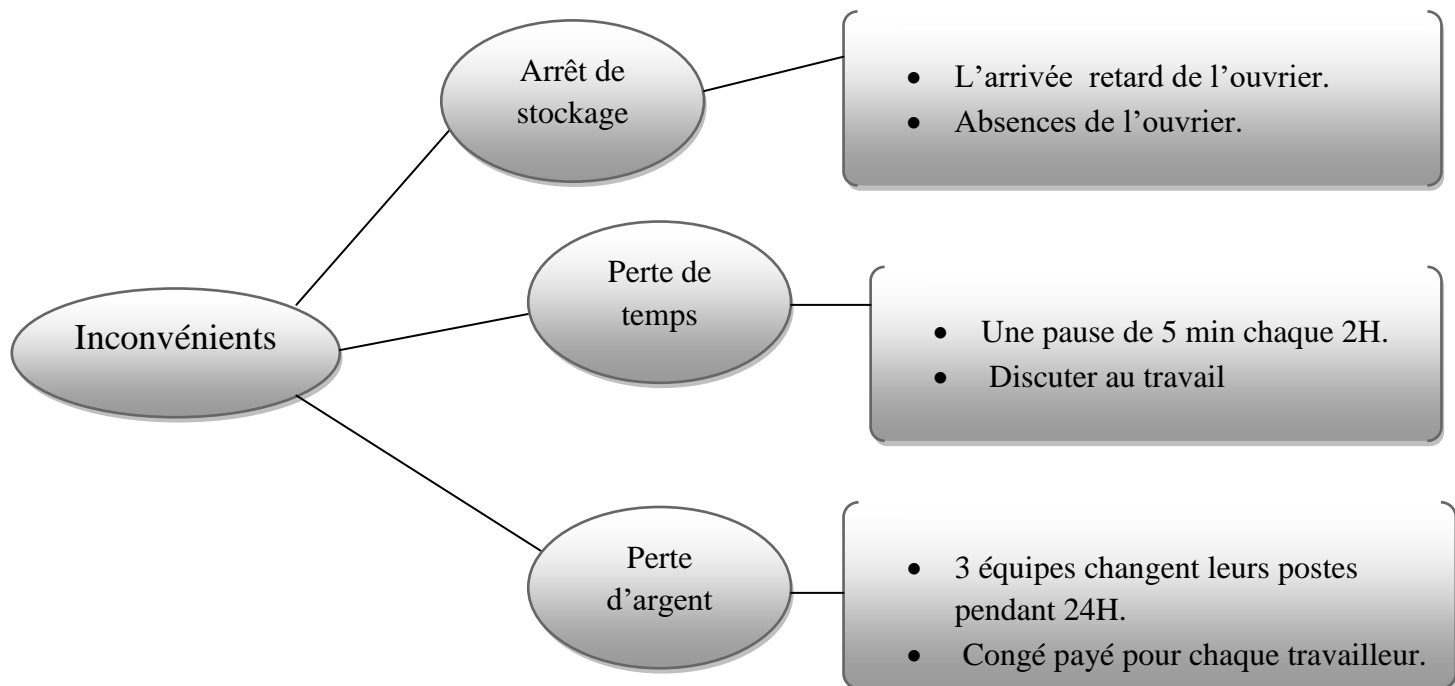 Inconvénients
Arrêt de
stockage
• L’arrivée retard de l’ouvrier.
• Absences de l’ouvrier.
Perte de
temps
• Une pause de 5 min chaque 2H.
• Discuter au travail
Perte
d’argent
• 3 équipes changent leurs postes
pendant 24H.
• Congé payé pour chaque travailleur.